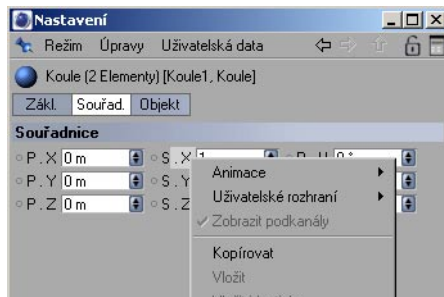 Nastavení
Režim Úpravy Uživatelská data
Koule (2 Elementy) [Koule1, Koule]
Zákl. Souřad. Objekt
Souřadnice
P . X 0 m S . X 1
P . Y 0 m S . Y
P . Z 0 m S . Z
Animace
Uživatelské rozhraní
Zobrazit podkanály
Kopírovat
Vložit